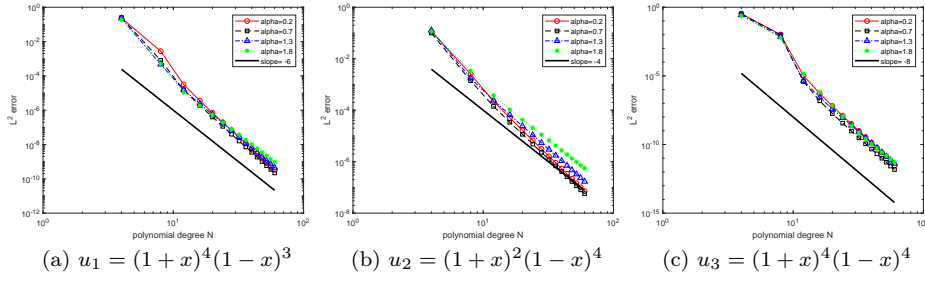 10^0
10^-2
10^-4
10^-6
10^-8
10^-10
10^-12
L^2 error
alpha=0.2
alpha=0.7
alpha=1.3
alpha=1.8
slope= -6
10^0
10^1
10^2
polynomial degree N
(a) u_1 = (1 + x)^4(1 − x)^3
10^0
10^-2
10^-4
10^-6
10^-8
L^2 error
alpha=0.2
alpha=0.7
alpha=1.3
alpha=1.8
slope= -4
10^0
10^1
10^2
polynomial degree N
(b) u_2 = (1 + x)^2(1 − x)^4
10^0
10^-5
10^-10
10^-15
L^2 error
alpha=0.2
alpha=0.7
alpha=1.3
alpha=1.8
slope= -8
10^0
10^1
10
polynomial degree N
(c) u_3 = (1 + x)^4(1 − x)^4